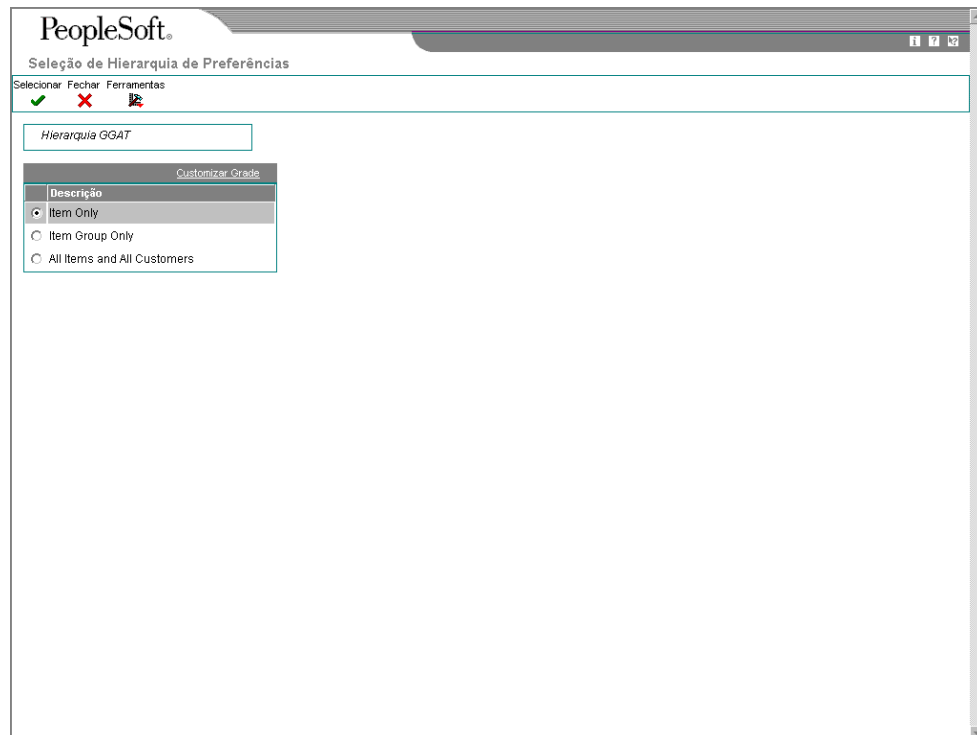 PeopleSoft®
Seleção de Hierarquia de Preferências
Selecionar Fechar Ferramentas
Hierarquia GGAT
Customizar Grade
Descrição
Item Only
Item Group Only
All Items and All Customers